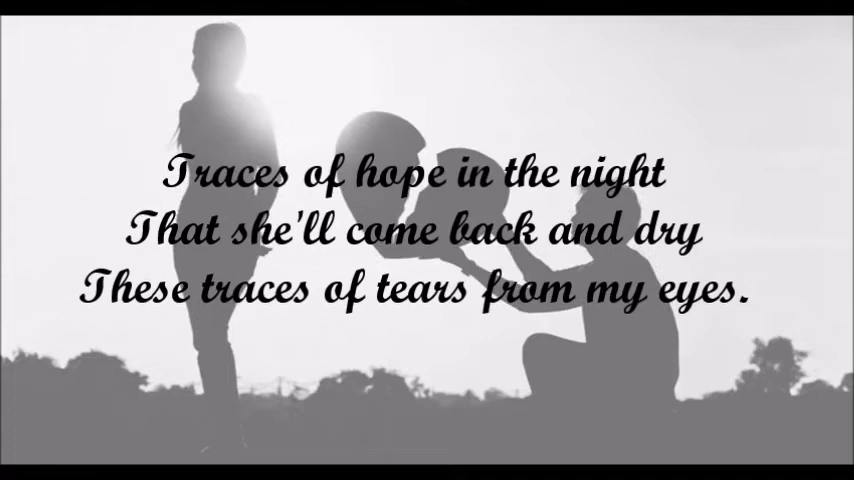 Traces of hope in the night
That she'll come back and dry
These traces of tears from my eyes.